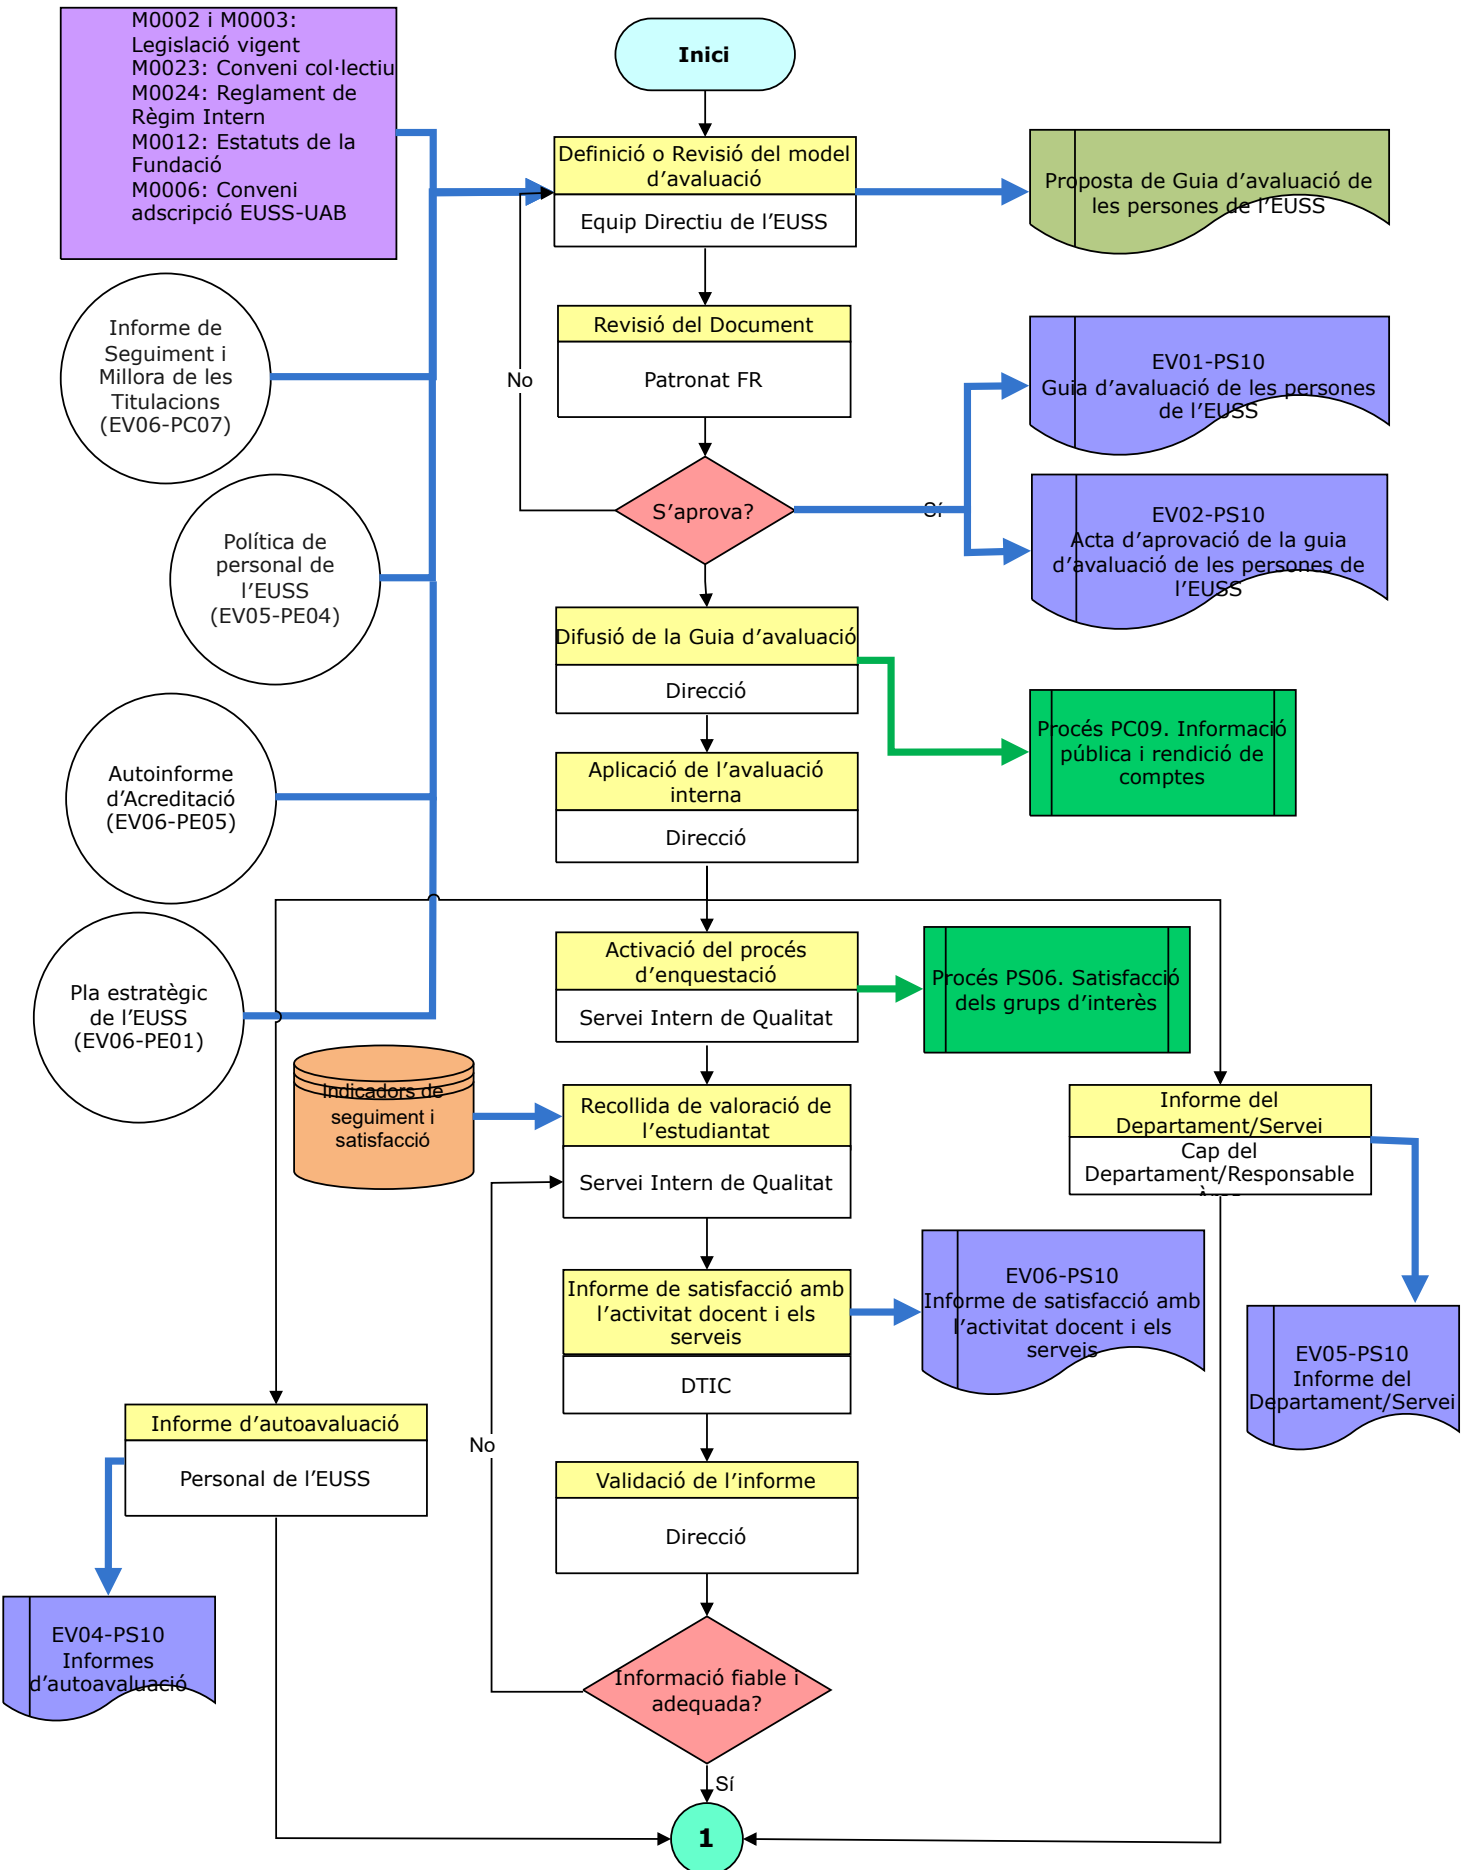 M0002 i M0003:
Legislació vigent
M0023: Conveni col·lectiu
M0024: Reglament de
Règim Intern
M0012: Estatuts de la
Fundació
M0006: Conveni
adscripció EUSS-UAB
Inici
Definició o Revisió del model
d’avaluació
Equip Directiu de l’EUSS
Proposta de Guia d’avaluació de
les persones de l’EUSS
Informe de
Seguiment i
Millora de les
Titulacions
(EV06-PC07)
Revisió del Document
Patronat FR
No
EV01-PS10
Guia d’avaluació de les persones
de l’EUSS
S’aprova?
Sí
EV02-PS10
Acta d’aprovació de la guia
d’avaluació de les persones de
l’EUSS
Política de
personal de
l’EUSS
(EV05-PE04)
Difusió de la Guia d’avaluació
Direcció
Procés PC09. Informació
pública i rendició de
comptes
Autoinforme
d’Acreditació
(EV06-PE05)
Aplicació de l’avaluació
interna
Direcció
Pla estratègic
de l’EUSS
(EV06-PE01)
Activació del procés
d’enquestació
Servei Intern de Qualitat
Procés PS06. Satisfacció
dels grups d’interès
Indicadors de
seguiment i
satisfacció
Recollida de valoració de
l’estudiantat
Servei Intern de Qualitat
Informe del
Departament/Servei
Cap del
Departament/Responsable
Informe de satisfacció amb
l’activitat docent i els
serveis
DTIC
EV06-PS10
Informe de satisfacció amb
l’activitat docent i els
serveis
EV05-PS10
Informe del
Departament/Servei
Informe d’autoavaluació
Personal de l’EUSS
No
Validació de l’informe
Direcció
EV04-PS10
Informes
d’autoavaluació
Informació fiable i
adequada?
Sí
1